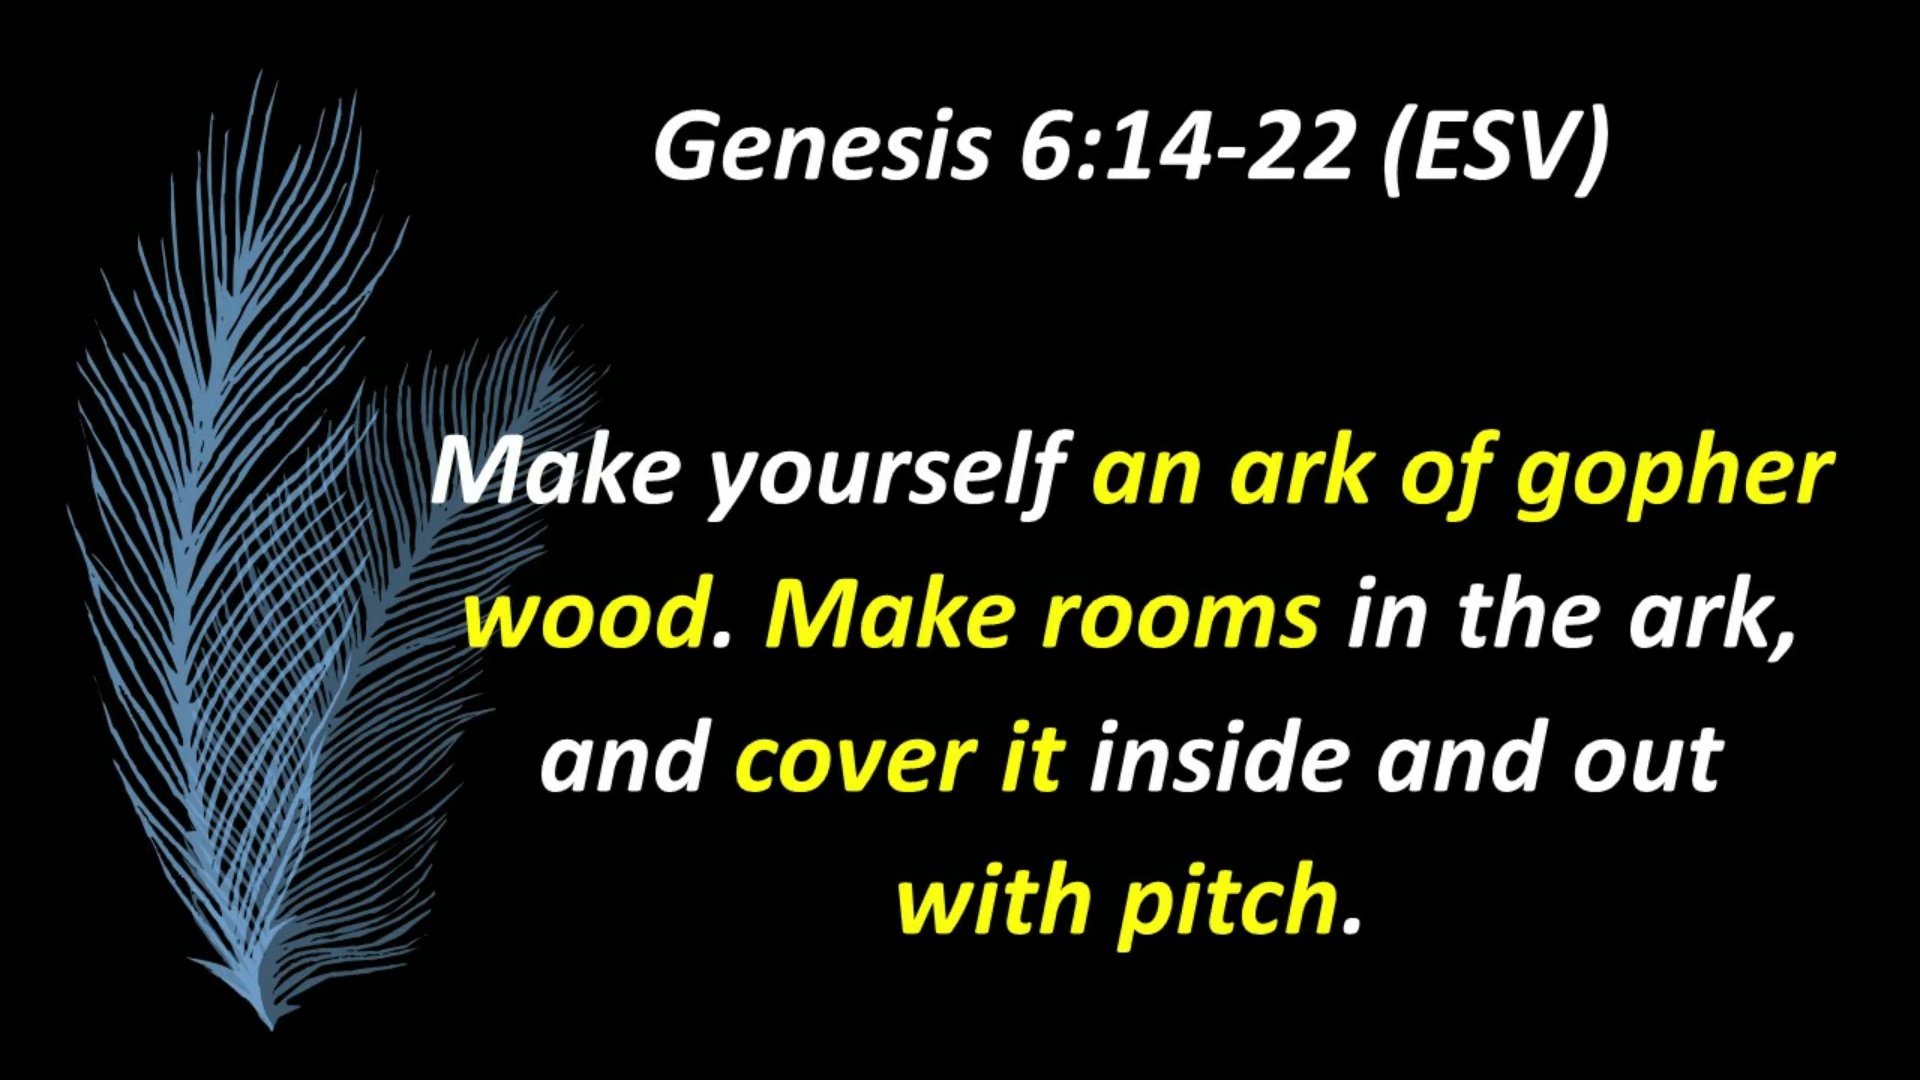 Genesis 6:14-22 (ESV)
Make yourself an ark of gopher
wood. Make rooms in the ark,
and cover it inside and out
with pitch.